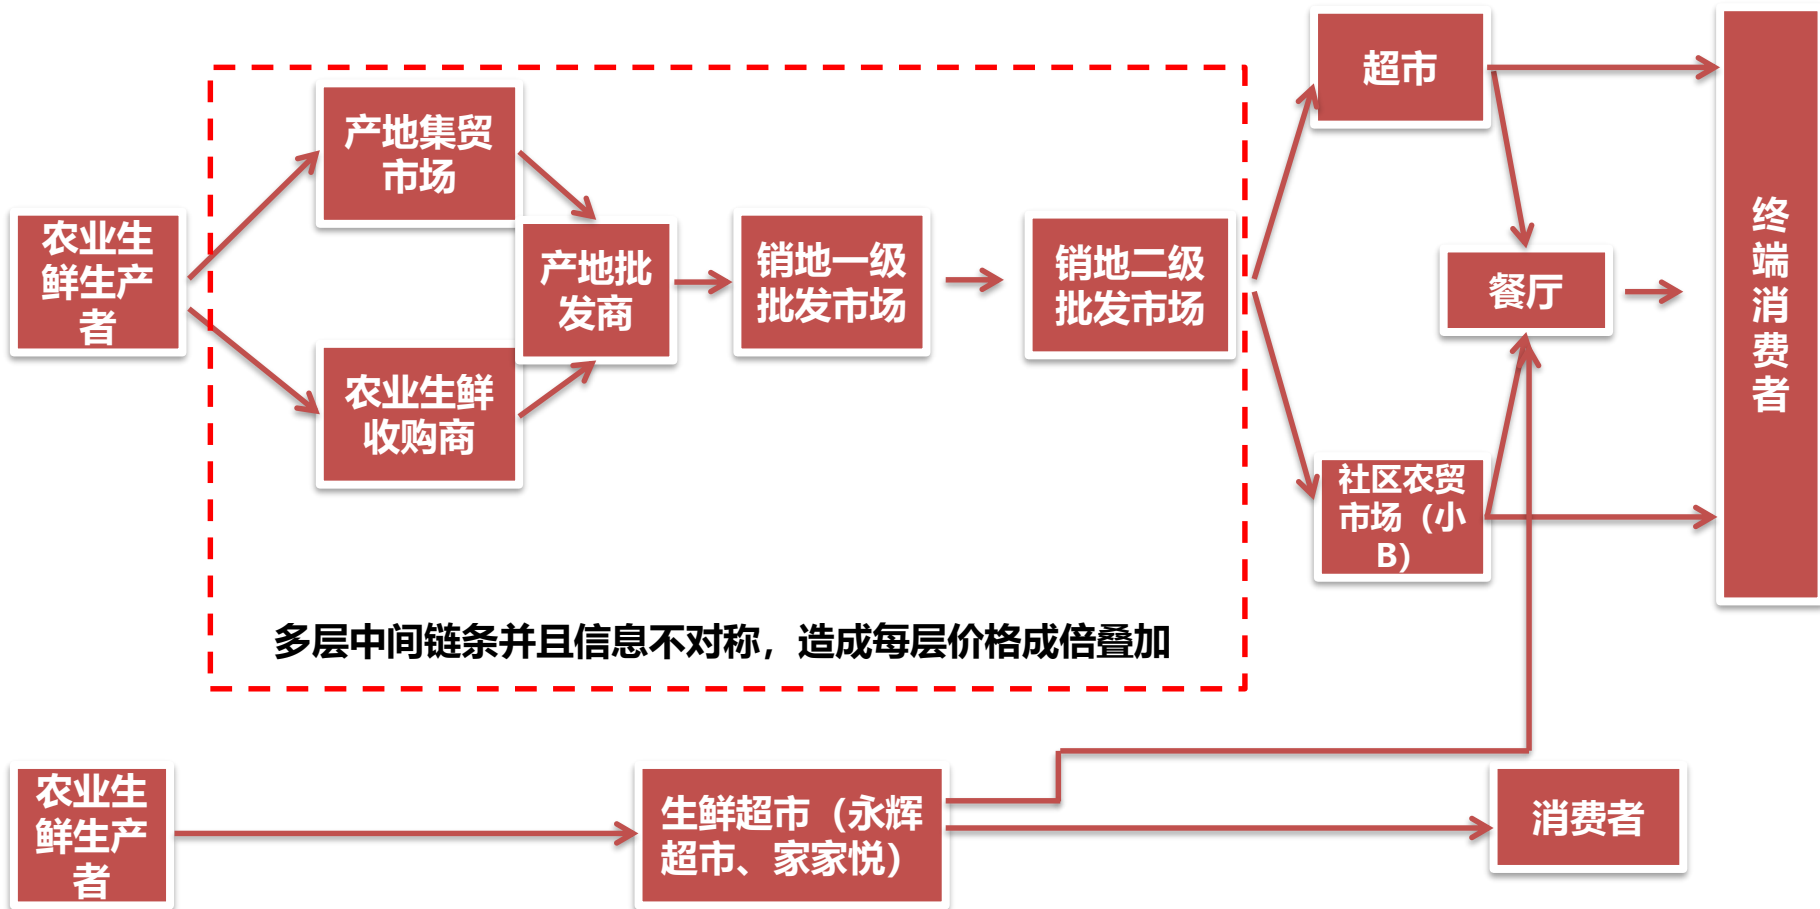 超市
产地集贸
市场
农业生
鲜生产
者
产地批
发商
销地一级
批发市场
销地二级
批发市场
餐厅
终
端
消
费
者
农业生鲜
收购商
社区农贸
市场（小
B）
多层中间链条并且信息不对称，造成每层价格成倍叠加
农业生
鲜生产
者
生鲜超市（永辉
超市、家家悦）
消费者